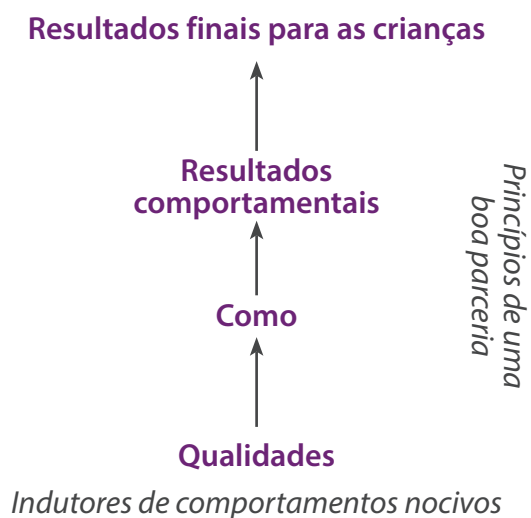 Resultados finais para as crianças
Resultados
comportamentais
Princípios de uma
boa parceria
Como
Qualidades
Indutores de comportamentos nocivos